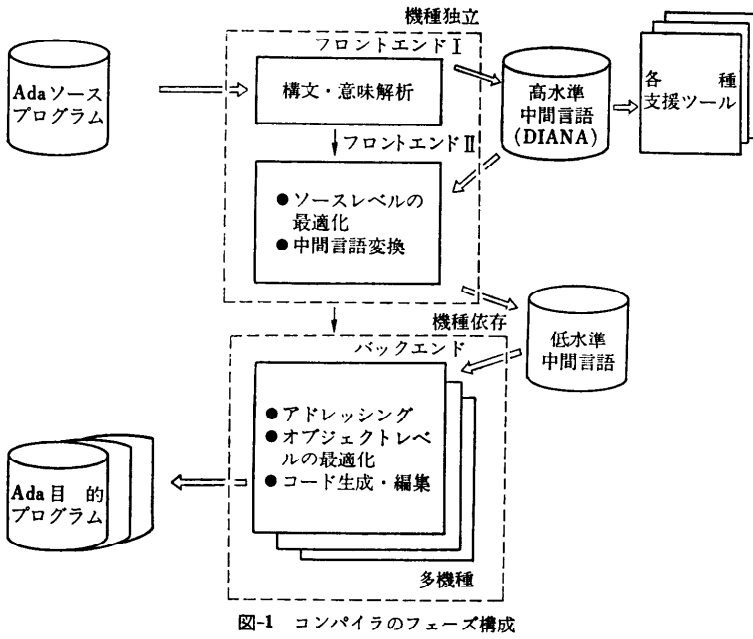 機種独立
フロントエンドⅠ
Adaソース
プログラム
構文・意味解析
高水準
中間言語
(DIANA)
各種
支援ツール
フロントエンドⅡ
●ソースレベルの
最適化
●中間言語変換
機種依存
低水準
中間言語
バックエンド
●アドレッシング
●オブジェクトレベ
ルの最適化
●コード生成・編集
Ada目的
プログラム
多機種
図-1 コンパイラのフェーズ構成